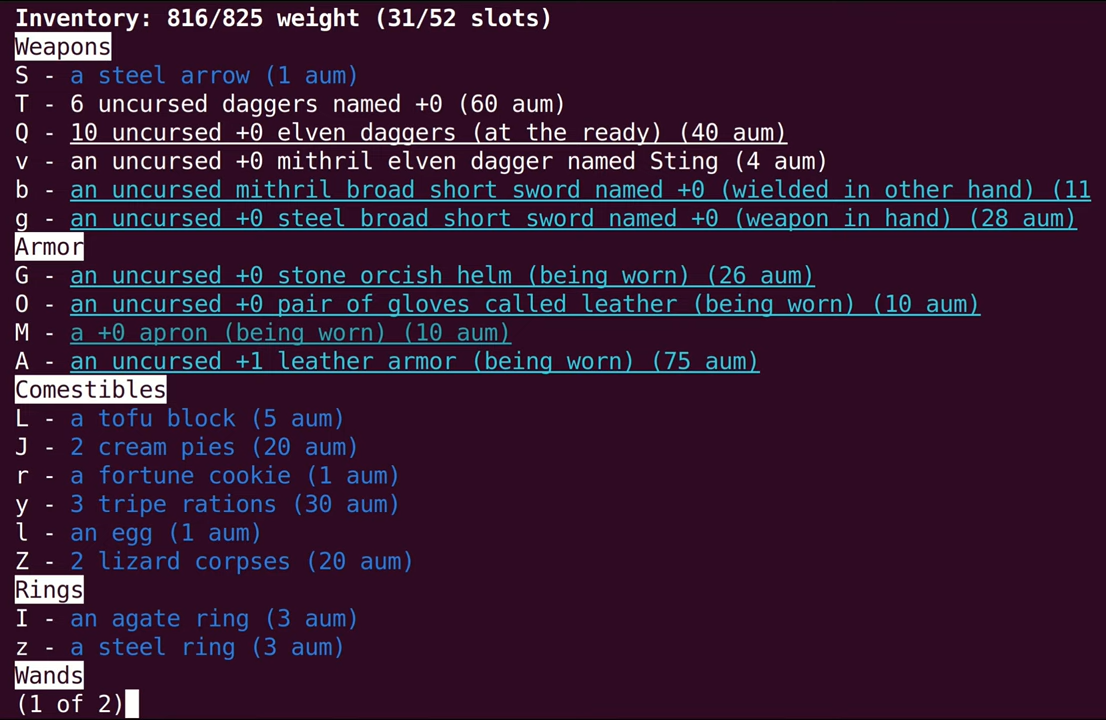 Inventory: 816/825 weight (31/52 slots)
Weapons
S - a steel arrow (1 aum)
T - 6 uncursed daggers named +0 (60 aum)
Q - 10 uncursed +0 elven daggers (at the ready) (40 aum)
v - an uncursed +0 mithril elven dagger named Sting (4 aum)
b - an uncursed mithril broad short sword named +0 (wielded in other hand) (11
g - an uncursed +0 steel broad short sword named +0 (weapon in hand) (28 aum)
Armor
G - an uncursed +0 stone orcish helm (being worn) (26 aum)
O - an uncursed +0 pair of gloves called leather (being worn) (10 aum)
M - a +0 apron (being worn) (10 aum)
A - an uncursed +1 leather armor (being worn) (75 aum)
Comestibles
L - a tofu block (5 aum)
J - 2 cream pies (20 aum)
r - a fortune cookie (1 aum)
y - 3 tripe rations (30 aum)
l - an egg (1 aum)
Z - 2 lizard corpses (20 aum)
Rings
I - an agate ring (3 aum)
z - a steel ring (3 aum)
Wands
(1 of 2)